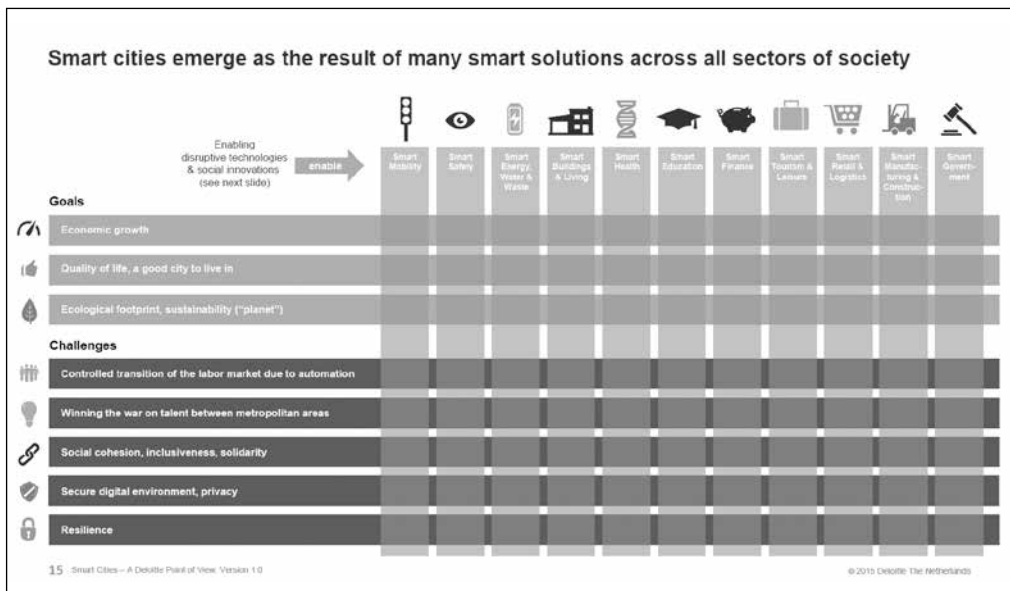 Smart cities emerge as the result of many smart solutions across all sectors of society
Enabling
disruptive technologies
& social innovations
(see next slide)
enable
Smart
Mobility
Smart
Safety
Smart
Energy,
Water &
Waste
Smart
Buildings
& Living
Smart
Health
Smart
Education
Smart
Finance
Smart
Tourism &
Leisure
Smart
Retail &
Logistics
Smart
Manufac-
turing &
Construc-
tion
Smart
Govern-
ment
Goals
Economic growth
Quality of life, a good city to live in
Ecological footprint, sustainability (“planet”)
Challenges
Controlled transition of the labor market due to automation
Winning the war on talent between metropolitan areas
Social cohesion, inclusiveness, solidarity
Secure digital environment, privacy
Resilience
15 Smart Cities – A Deloitte Point of View. Version 1.0
© 2015 Deloitte The Netherlands